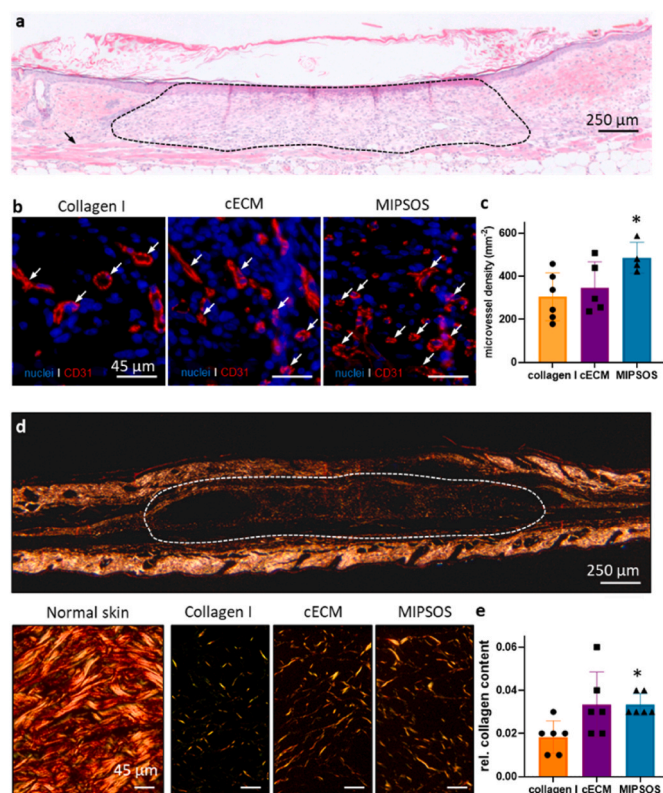 a
250 µm
b
Collagen I
cECM
MIPSOS
c
nuclei I CD31
45 µm
nuclei I CD31
nuclei I CD31
microvessel density (mm-2)
600
400
200
0
*
collagen I
cECM
MIPSOS
d
250 µm
Normal skin
Collagen I
cECM
MIPSOS
e
45 µm
rel. collagen content
0.06
0.04
0.02
0.00
*
collagen I
cECM
MIPSOS